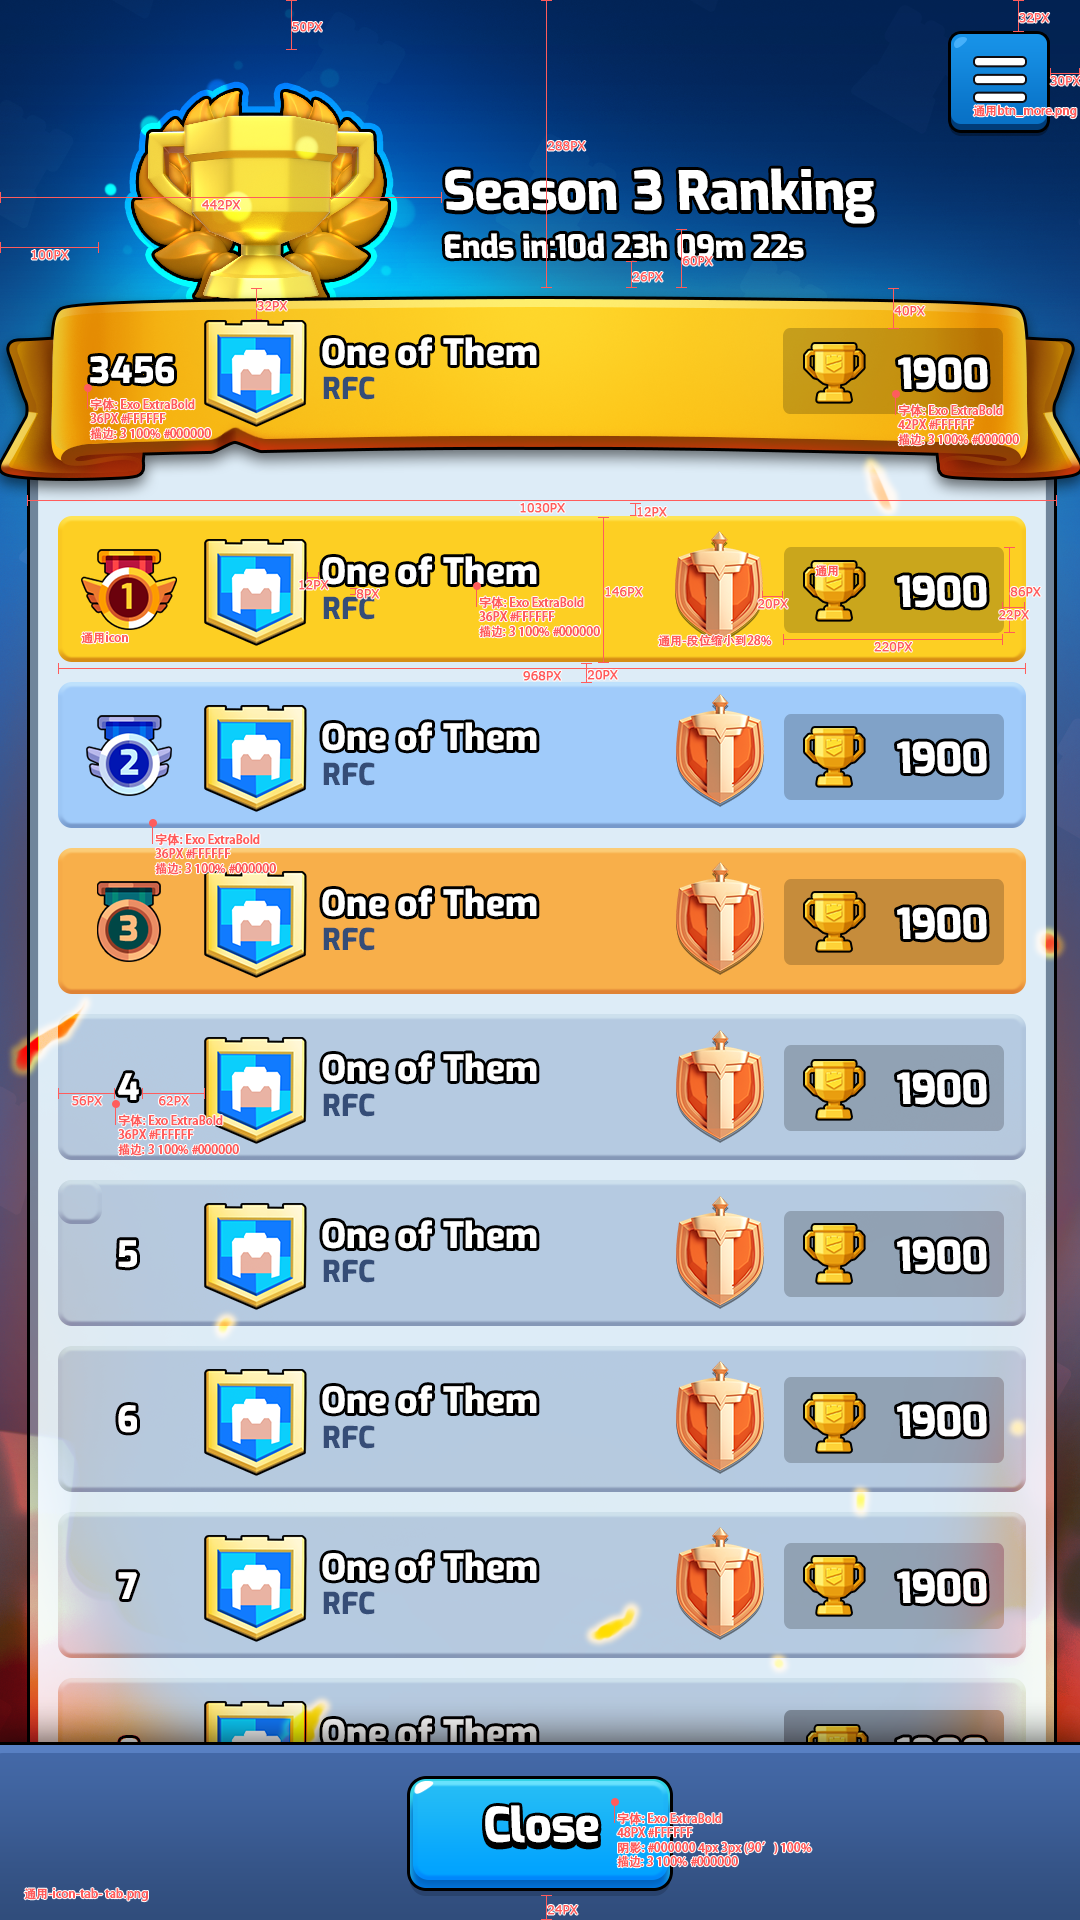 50PX
32PX
30PX
通用btn_more.png
288PX
Season 3 Ranking
442PX
Ends in:10d 23h 09m 22s
100PX
60PX
26PX
32PX
40PX
3456
One of Them
RFC
1900
字体: Exo ExtraBold
36PX #FFFFFF
描边: 3 100% #000000
字体: Exo ExtraBold
42PX #FFFFFF
描边: 3 100% #000000
1030PX
12PX
1
One of Them
RFC
1900
通用
12PX
8PX
146PX
20PX
86PX
22PX
字体: Exo ExtraBold
36PX #FFFFFF
描边: 3 100% #000000
通用icon
通用-段位缩小到28%
220PX
968PX
20PX
2
One of Them
RFC
1900
字体: Exo ExtraBold
36PX #FFFFFF
描边: 3 100% #000000
3
One of Them
RFC
1900
4
One of Them
RFC
1900
56PX
62PX
字体: Exo ExtraBold
36PX #FFFFFF
描边: 3 100% #000000
5
One of Them
RFC
1900
6
One of Them
RFC
1900
7
One of Them
RFC
1900
One of Them
Close
字体: Exo ExtraBold
48PX #FFFFFF
阴影: #000000 4px 3px (90′) 100%
描边: 3 100% #000000
通用-icon-tab-tab.png
24PX